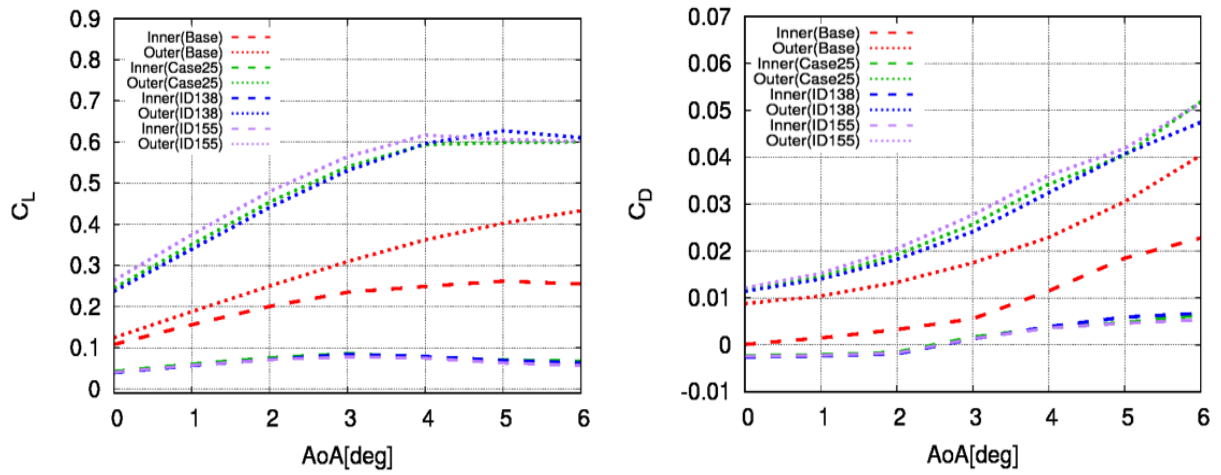 0.9
0.8
0.7
0.6
0.5
0.4
0.3
0.2
0.1
0
C_L
Inner(Base)
Outer(Base)
Inner(Case25)
Outer(Case25)
Inner(ID138)
Outer(ID138)
Inner(ID155)
Outer(ID155)
0 1 2 3 4 5 6
AoA[deg]
0.07
0.06
0.05
0.04
0.03
0.02
0.01
0
-0.01
C_D
Inner(Base)
Outer(Base)
Inner(Case25)
Outer(Case25)
Inner(ID138)
Outer(ID138)
Inner(ID155)
Outer(ID155)
0 1 2 3 4 5 6
AoA[deg]